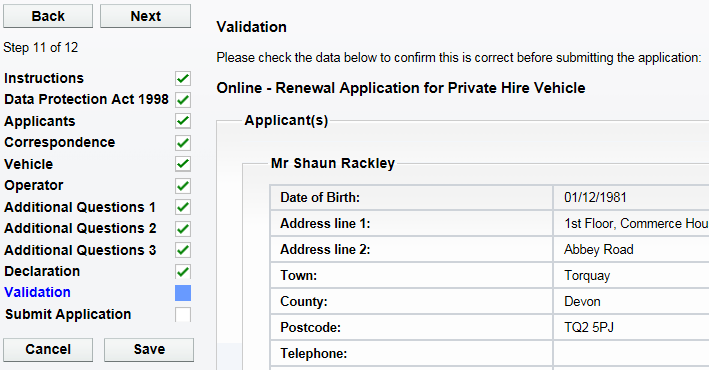 Back Next
Step 11 of 12
Instructions
Data Protection Act 1998
Applicants
Correspondence
Vehicle
Operator
Additional Questions 1
Additional Questions 2
Additional Questions 3
Declaration
Validation
Submit Application
Cancel Save
Validation
Please check the data below to confirm this is correct before submitting the application:
Online - Renewal Application for Private Hire Vehicle
Applicant(s)
Mr Shaun Rackley
Date of Birth: 01/12/1981
Address line 1: 1st Floor, Commerce Hou
Address line 2: Abbey Road
Town: Torquay
County: Devon
Postcode: TQ2 5PJ
Telephone: